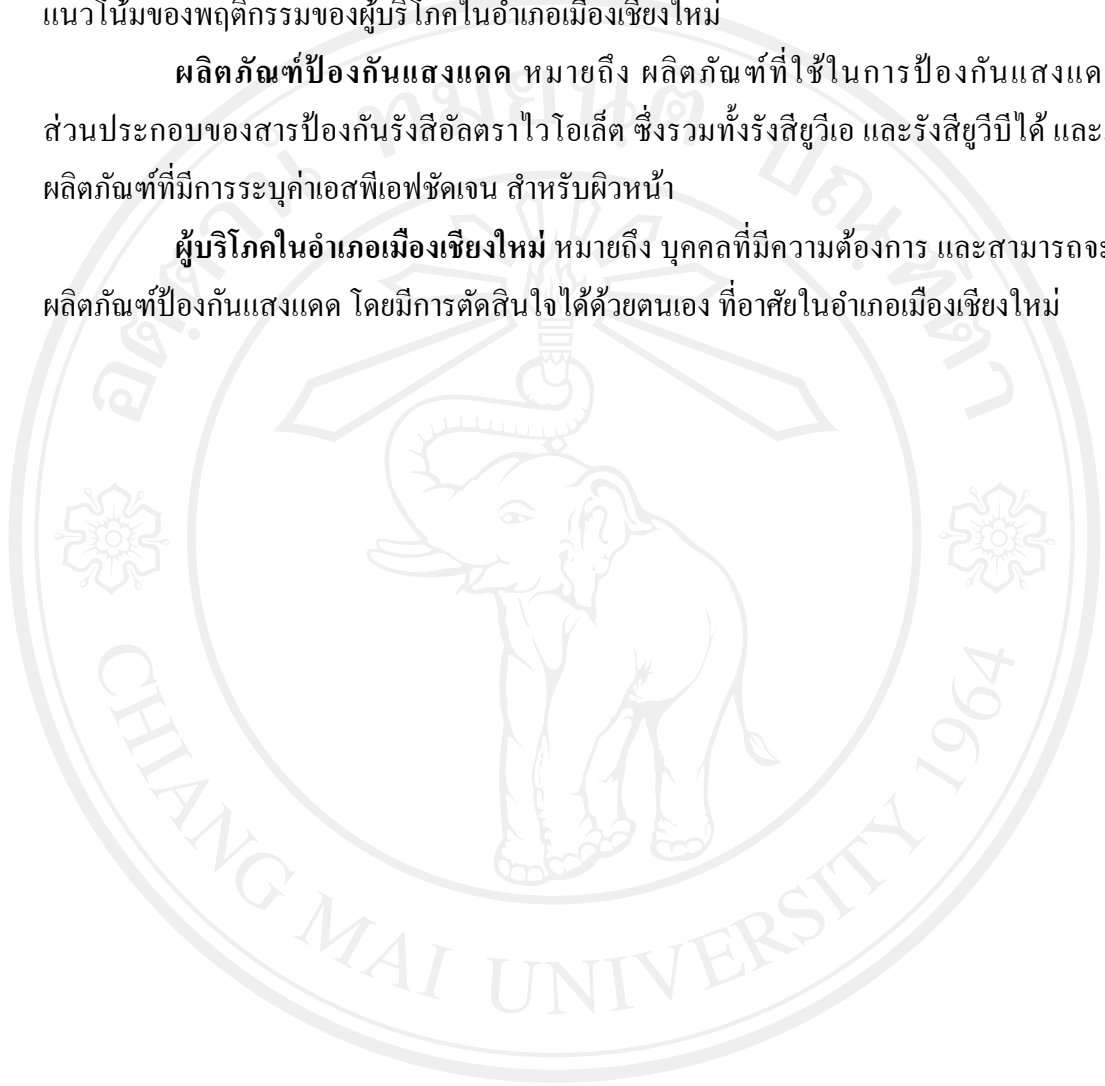 แนวโน้มของพฤติกรรมของผู้บริโภคในอำเภอเมืองเชียงใหม่
ผลิตภัณฑ์ป้องกันแสงแดด หมายถึง ผลิตภัณฑ์ที่ใช้ในการป้องกันแสงแด
ส่วนประกอบของสารป้องกันรังสีอัลตราไวโอเล็ต ซึ่งรวมทั้งรังสียูวีเอ และรังสียูวีบีได้ และ
ผลิตภัณฑ์ที่มีการระบุค่าเอสพีเอฟชัดเจน สำหรับผิวหน้า
ผู้บริโภคในอำเภอเมืองเชียงใหม่ หมายถึง บุคคลที่มีความต้องการ และสามารถจะ
ผลิตภัณฑ์ป้องกันแสงแดด โดยมีการตัดสินใจได้ด้วยตนเอง ที่อาศัยในอำเภอเมืองเชียงใหม่
อตฺตานํ ทมยนฺติ ปณฺฑิตา
CHIANG MAI UNIVERSITY 1964